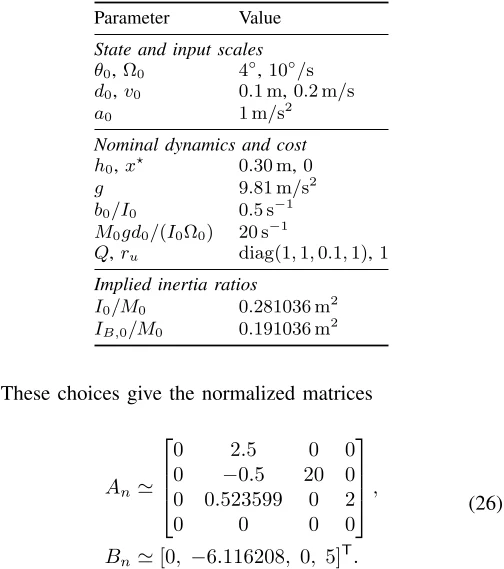 Parameter Value
State and input scales
θ₀, Ω₀ 4°, 10°/s
d₀, v₀ 0.1 m, 0.2 m/s
a₀ 1 m/s²
Nominal dynamics and cost
h₀, x⋆ 0.30 m, 0
g 9.81 m/s²
b₀/I₀ 0.5 s⁻¹
M₀gd₀/(I₀Ω₀) 20 s⁻¹
Q, rᵤ diag(1, 1, 0.1, 1), 1
Implied inertia ratios
I₀/M₀ 0.281036 m²
I_{B,0}/M₀ 0.191036 m²
These choices give the normalized matrices
Aₙ ≃ [0 2.5 0 0
0 −0.5 20 0
0 0.523599 0 2
0 0 0 0],
Bₙ ≃ [0, −6.116208, 0, 5]ᵀ.
(26)